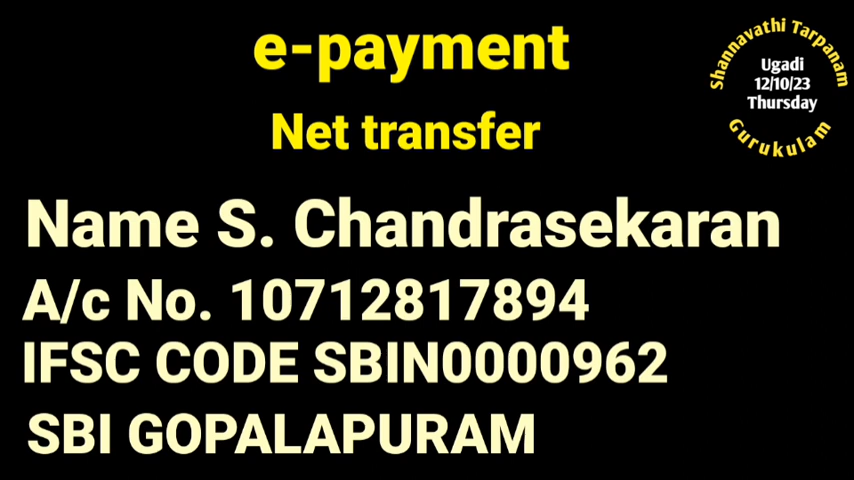 e-payment
Net transfer
Shannavathi Tarpanam
Ugadi
12/10/23
Thursday
Gurukulam
Name S. Chandrasekaran
A/c No. 10712817894
IFSC CODE SBIN0000962
SBI GOPALAPURAM